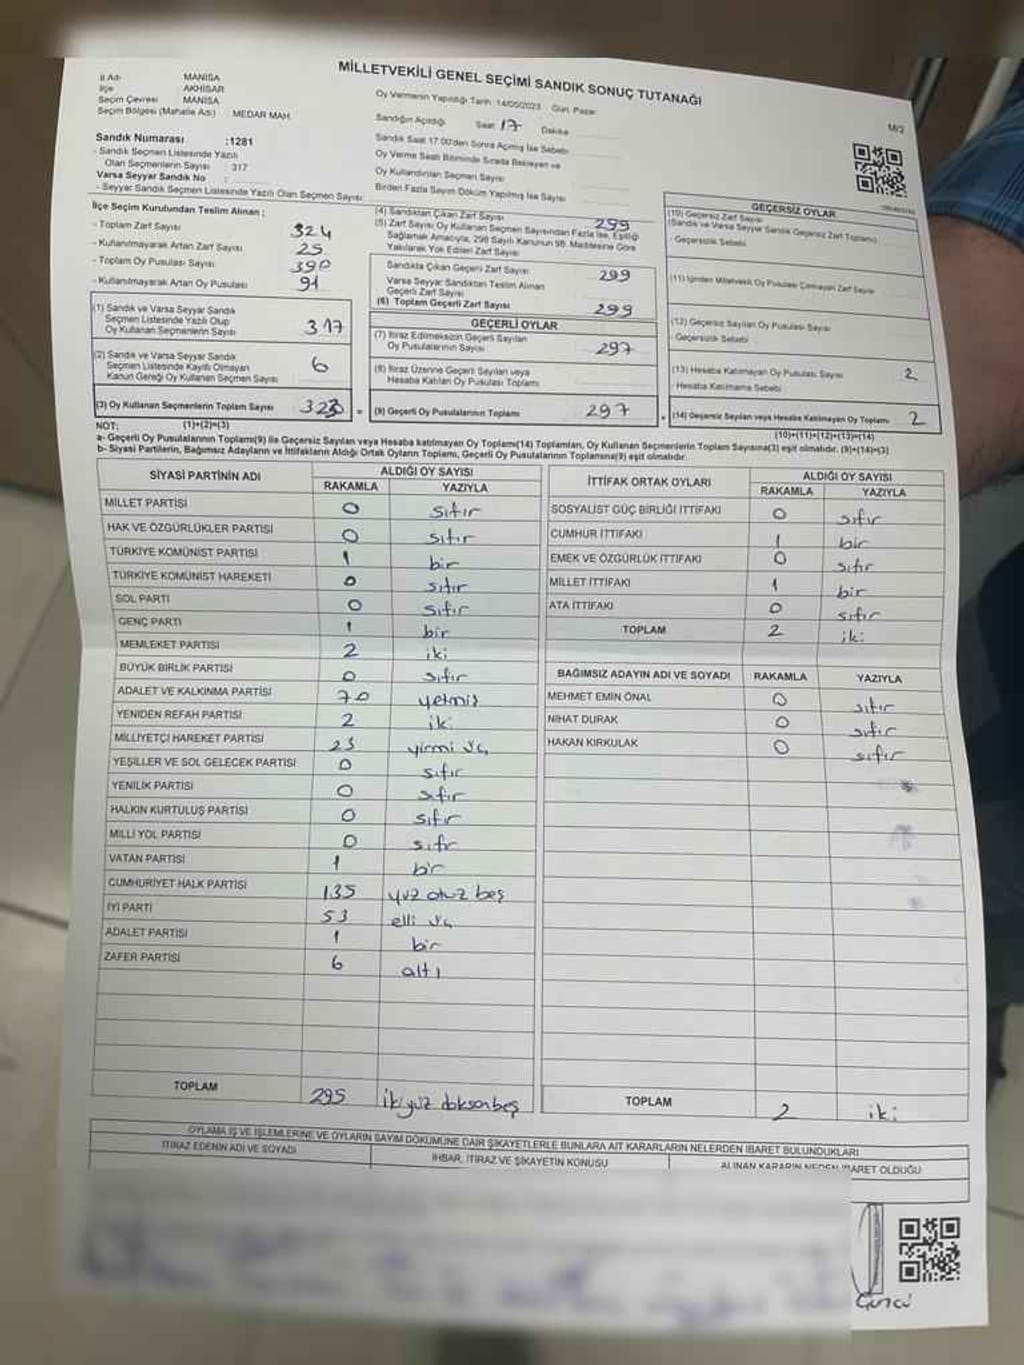 MİLLETVEKİLİ GENEL SEÇİMİ SANDIK SONUÇ TUTANAĞI
İl Adı MANİSA
İlçe AKHİSAR
Seçim Çevresi MANİSA
Seçim Bölgesi (Mahalle Adı) MEDAR MAH.
Sandık Numarası :1281
- Sandık Seçmen Listesinde Yazılı
Olan Seçmenlerin Sayısı : 317
Varsa Seyyar Sandık No :
- Seyyar Sandık Seçmen Listesinde Yazılı Olan Seçmen Sayısı
Oy Vermenin Yapıldığı Tarih :14/05/2023 Gün: Pazar
Sandığın Açıldığı Saat 17 Dakika
Sandık Saat 17:00'den Sonra Açılmış İse Sebebi
Oy Verme Saati Bitiminde Sırada Bekleyen ve
Oy Kullandırılan Seçmen Sayısı
Birden Fazla Sayım Döküm Yapılmış İse Sayısı
M/2
İlçe Seçim Kurulundan Teslim Alınan :
- Toplam Zarf Sayısı 324
- Kullanılmayarak Artan Zarf Sayısı 25
- Toplam Oy Pusulası Sayısı 390
- Kullanılmayarak Artan Oy Pusulası 91
(1) Sandık ve Varsa Seyyar Sandık
Seçmen Listesinde Yazılı Olup
Oy Kullanan Seçmenlerin Sayısı 317
(2) Sandık ve Varsa Seyyar Sandık
Seçmen Listesinde Kayıtlı Olmayan
Kanun Gereği Oy Kullanan Seçmen Sayısı 6
(3) Oy Kullanan Seçmenlerin Toplam Sayısı 323 =
(4) Sandıktan Çıkan Zarf Sayısı 299
(5) Zarf Sayısı Oy Kullanan Seçmen Sayısından Fazla İse, Eşitliği
Sağlamak Amacıyla; 298 Sayılı Kanunun 98. Maddesine Göre
Yakılarak Yok Edilen Zarf Sayısı
Sandıkta Çıkan Geçerli Zarf Sayısı 299
Varsa Seyyar Sandıktan Teslim Alınan
Geçerli Zarf Sayısı
(6) Toplam Geçerli Zarf Sayısı 299
GEÇERLİ OYLAR
(7) İtiraz Edilmeksizin Geçerli Sayılan
Oy Pusulalarının Sayısı 297
(8) İtiraz Üzerine Geçerli Sayılan veya
Hesaba Katılan Oy Pusulası Toplamı
(9) Geçerli Oy Pusulalarının Toplamı 297 +
GEÇERSİZ OYLAR
(10) Geçersiz Zarf Sayısı
(Sandık ve Varsa Seyyar Sandık Geçersiz Zarf Toplamı)
- Geçersizlik Sebebi
(11) İçinden Milletvekili Oy Pusulası Çıkmayan Zarf Sayısı
(12) Geçersiz Sayılan Oy Pusulası Sayısı
- Geçersizlik Sebebi
(13) Hesaba Katılmayan Oy Pusulası Sayısı 2
- Hesaba Katılmama Sebebi
(14) Geçersiz Sayılan veya Hesaba Katılmayan Oy Toplamı 2
NOT: (1)+(2)=(3)
(10)+(11)+(12)+(13)=(14)
a- Geçerli Oy Pusulalarının Toplamı(9) ile Geçersiz Sayılan veya Hesaba katılmayan Oy Toplamı(14) Toplamları, Oy Kullanan Seçmenlerin Toplam Sayısına(3) eşit olmalıdır. (9)+(14)=(3)
b- Siyasi Partilerin, Bağımsız Adayların ve İttifakların Aldığı Ortak Oyların Toplamı, Geçerli Oy Pusulalarının Toplamına(9) eşit olmalıdır.
SİYASİ PARTİNİN ADI ALDIĞI OY SAYISI
RAKAMLA YAZIYLA
MİLLET PARTİSİ 0 sıfır
HAK VE ÖZGÜRLÜKLER PARTİSİ 0 sıfır
TÜRKİYE KOMÜNİST PARTİSİ 1 bir
TÜRKİYE KOMÜNİST HAREKETİ 0 sıfır
SOL PARTİ 0 sıfır
GENÇ PARTİ 1 bir
MEMLEKET PARTİSİ 2 iki
BÜYÜK BİRLİK PARTİSİ 0 sıfır
ADALET VE KALKINMA PARTİSİ 70 yetmiş
YENİDEN REFAH PARTİSİ 2 iki
MİLLİYETÇİ HAREKET PARTİSİ 23 yirmi üç
YEŞİLLER VE SOL GELECEK PARTİSİ 0 sıfır
YENİLİK PARTİSİ 0 sıfır
HALKIN KURTULUŞ PARTİSİ 0 sıfır
MİLLİ YOL PARTİSİ 0 sıfır
VATAN PARTİSİ 1 bir
CUMHURİYET HALK PARTİSİ 135 yüz otuz beş
İYİ PARTİ 53 elli üç
ADALET PARTİSİ 1 bir
ZAFER PARTİSİ 6 altı
TOPLAM 295 ikiyüz doksanbeş
İTTİFAK ORTAK OYLARI ALDIĞI OY SAYISI
RAKAMLA YAZIYLA
SOSYALİST GÜÇ BİRLİĞİ İTTİFAKI 0 sıfır
CUMHUR İTTİFAKI 1 bir
EMEK VE ÖZGÜRLÜK İTTİFAKI 0 sıfır
MİLLET İTTİFAKI 1 bir
ATA İTTİFAKI 0 sıfır
TOPLAM 2 iki
BAĞIMSIZ ADAYIN ADI VE SOYADI RAKAMLA YAZIYLA
MEHMET EMİN ÖNAL 0 sıfır
NİHAT DURAK 0 sıfır
HAKAN KIRKULAK 0 sıfır
TOPLAM 2 iki
OYLAMA İŞ VE İŞLEMLERİNE VE OYLARIN SAYIM DÖKÜMÜNE DAİR ŞİKAYETLERLE BUNLARA AİT KARARLARIN NELERDEN İBARET BULUNDUKLARI
İTİRAZ EDENİN ADI VE SOYADI İHBAR, İTİRAZ VE ŞİKAYETİN KONUSU ALINAN KARARIN NEDEN İBARET OLDUĞU